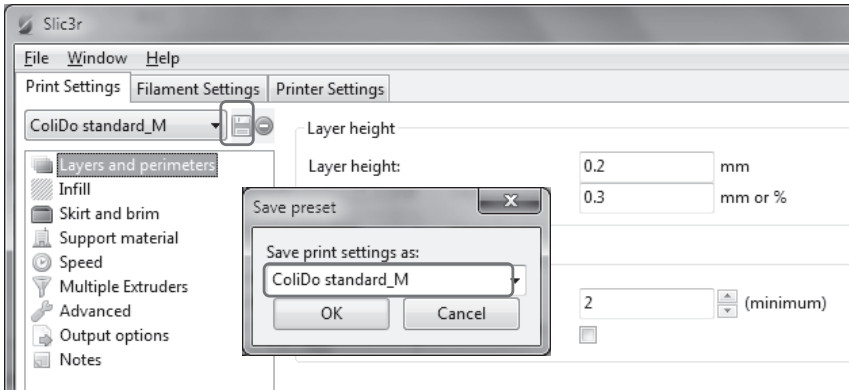 Slic3r
File Window Help
Print Settings Filament Settings Printer Settings
ColiDo standard_M
Layers and perimeters
Infill
Skirt and brim
Support material
Speed
Multiple Extruders
Advanced
Output options
Notes
Layer height
Layer height: 0.2 mm
0.3 mm or %
2 (minimum)
Save preset
Save print settings as:
ColiDo standard_M
OK Cancel